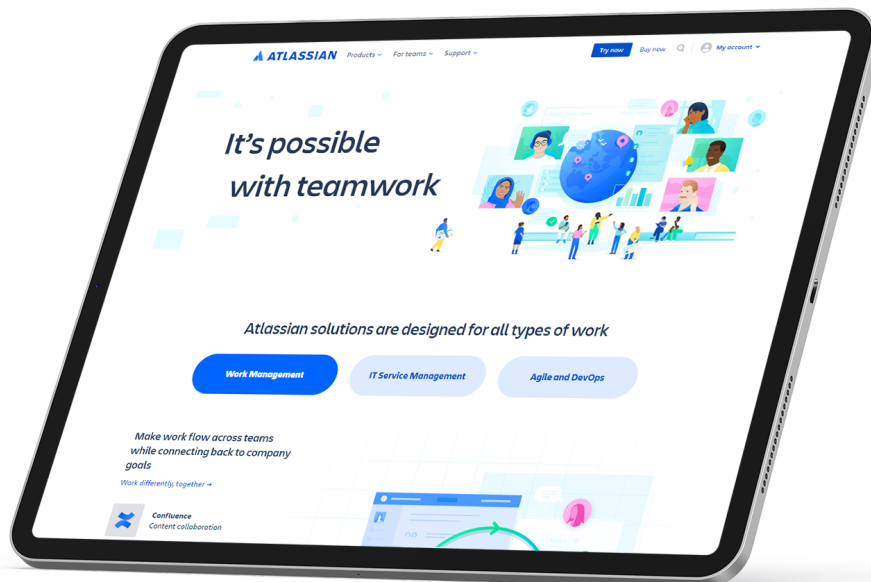 ATLASSIAN Products For teams Support Try now Buy now My account
It's possible
with teamwork
Atlassian solutions are designed for all types of work
Work Management IT Service Management Agile and DevOps
Make work flow across teams
while connecting back to company
goals
Work differently, together →
Confluence
Content collaboration